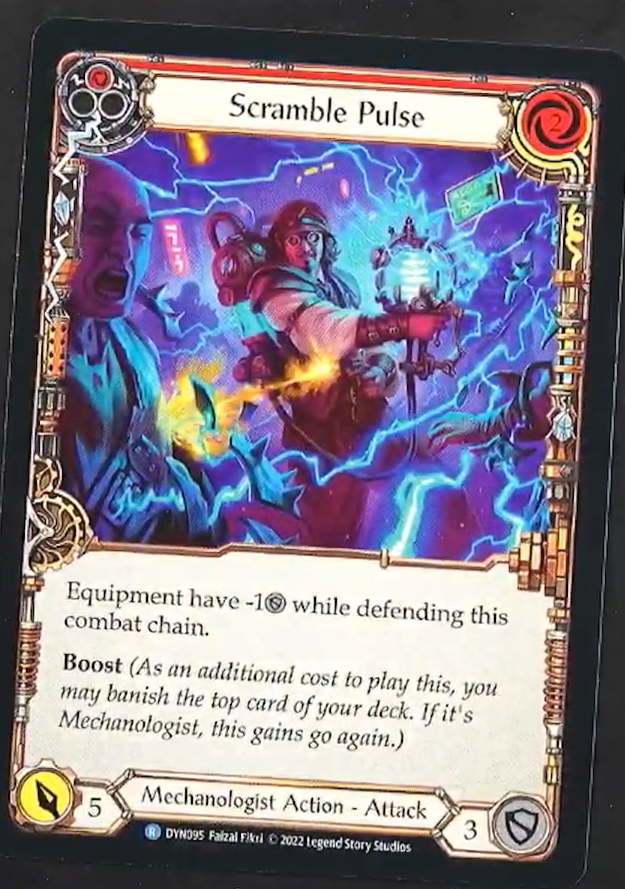 Scramble Pulse
2
Equipment have -1 while defending this
combat chain.
Boost (As an additional cost to play this, you
may banish the top card of your deck. If it's
Mechanologist, this gains go again.)
5
Mechanologist Action - Attack
3
R DYN095 Faizal Fikri © 2022 Legend Story Studios